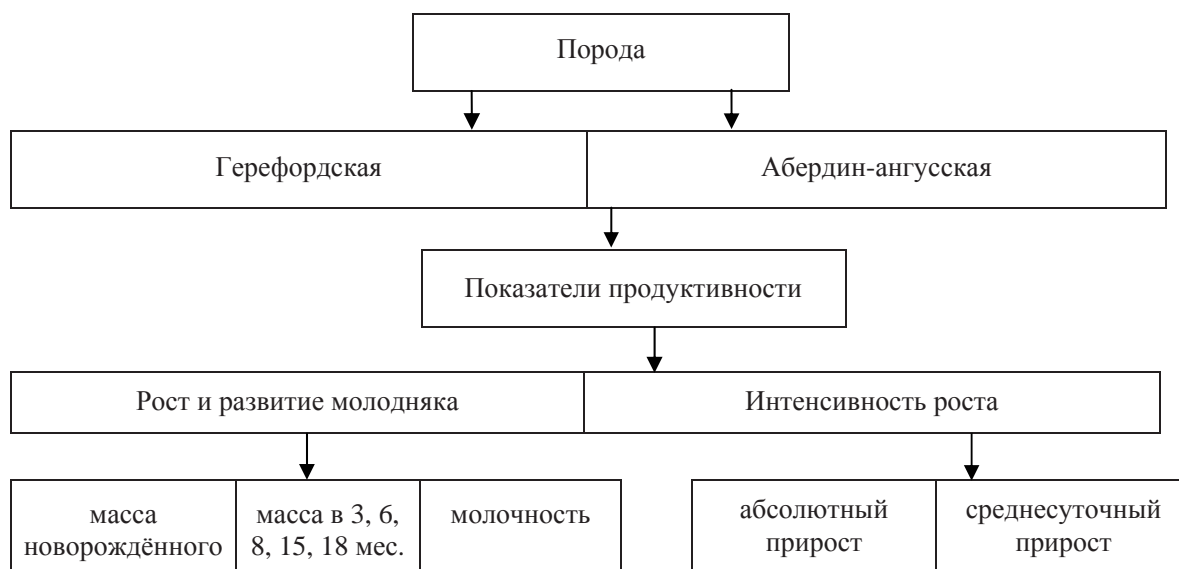 Порода
Герефордская
Абердин-ангусская
Показатели продуктивности
Рост и развитие молодняка
Интенсивность роста
масса
новорождённого
масса в 3, 6,
8, 15, 18 мес.
молочность
абсолютный
прирост
среднесуточный
прирост